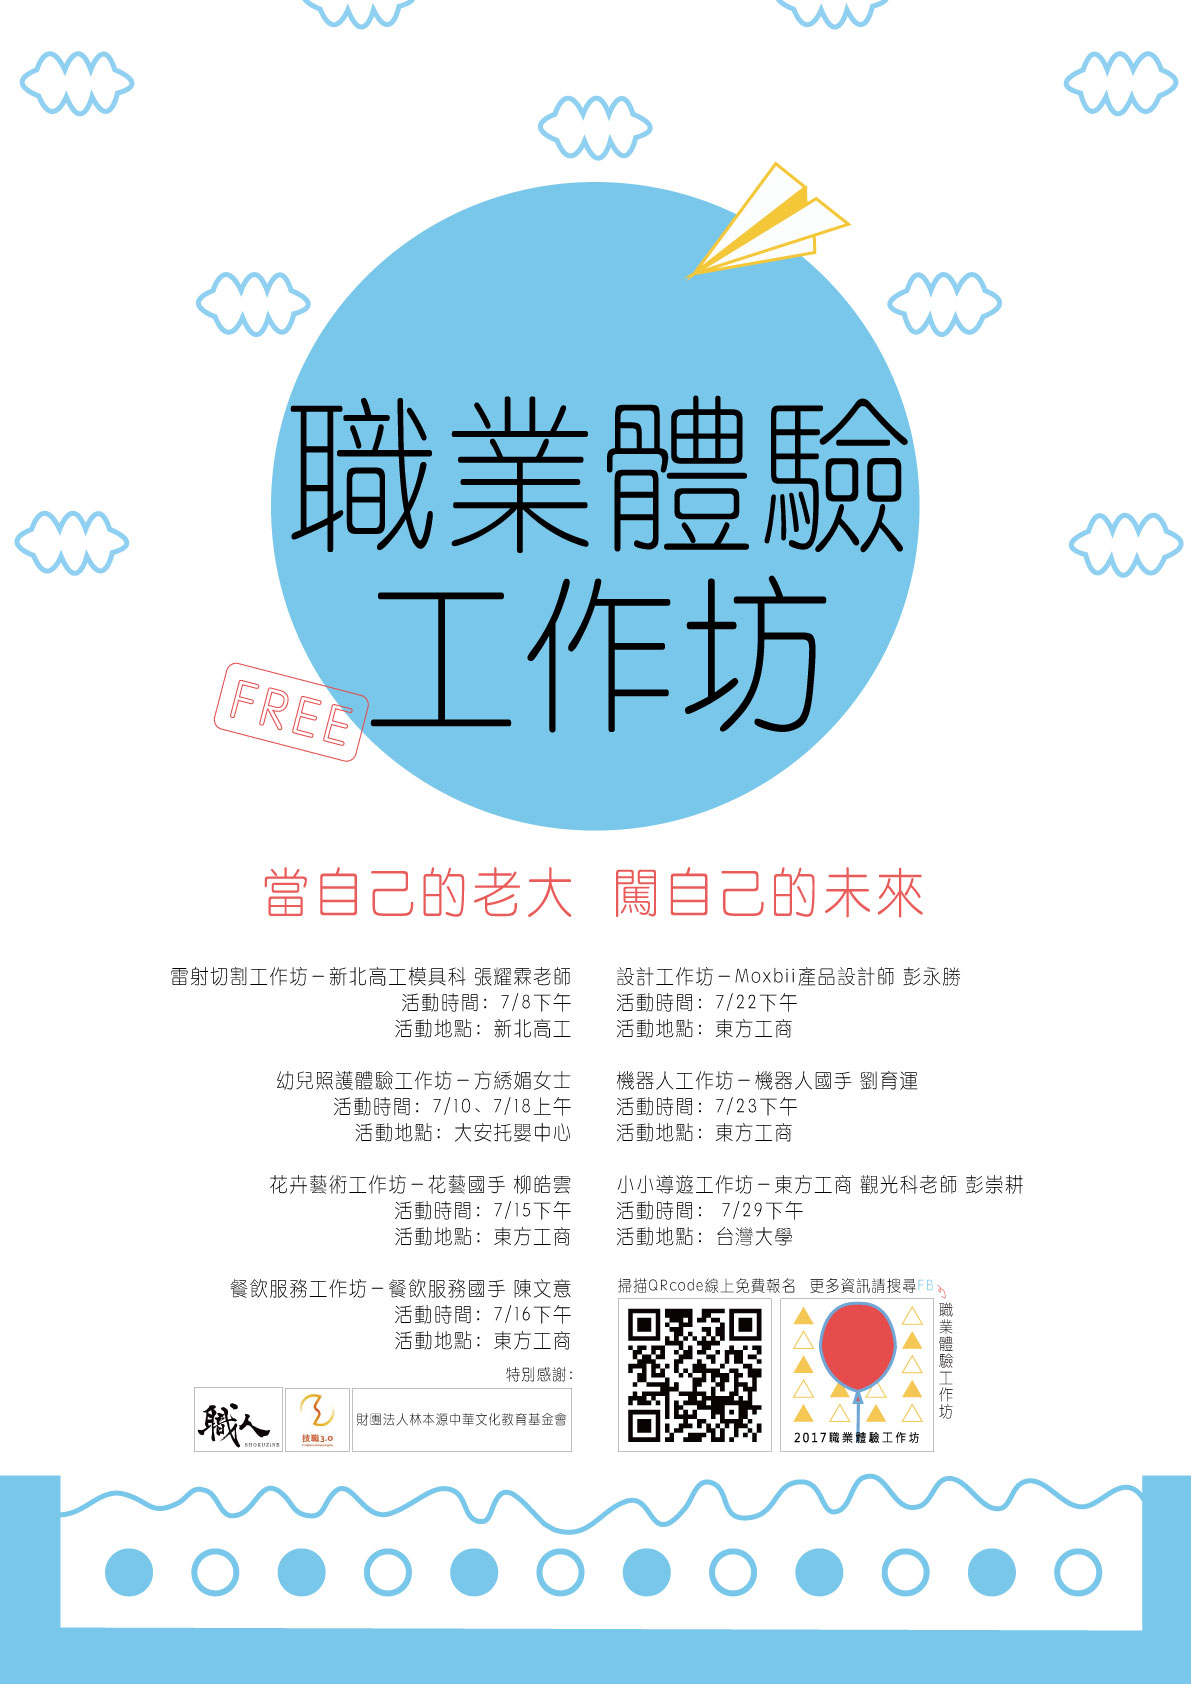 職業體驗
工作坊
FREE
當自己的老大 闖自己的未來
雷射切割工作坊－新北高工模具科 張耀霖老師
活動時間：7/8下午
活動地點：新北高工
幼兒照護體驗工作坊－方綉媚女士
活動時間：7/10、7/18上午
活動地點：大安托嬰中心
花卉藝術工作坊－花藝國手 柳皓雲
活動時間：7/15下午
活動地點：東方工商
餐飲服務工作坊－餐飲服務國手 陳文意
活動時間：7/16下午
活動地點：東方工商
特別感謝：
職人
SHOKUZINE
技職3.0
財團法人林本源中華文化教育基金會
設計工作坊－Moxbii產品設計師 彭永勝
活動時間：7/22下午
活動地點：東方工商
機器人工作坊－機器人國手 劉育運
活動時間：7/23下午
活動地點：東方工商
小小導遊工作坊－東方工商 觀光科老師 彭崇耕
活動時間： 7/29下午
活動地點：台灣大學
掃描QRcode線上免費報名 更多資訊請搜尋FB
職業體驗工作坊
2017職業體驗工作坊